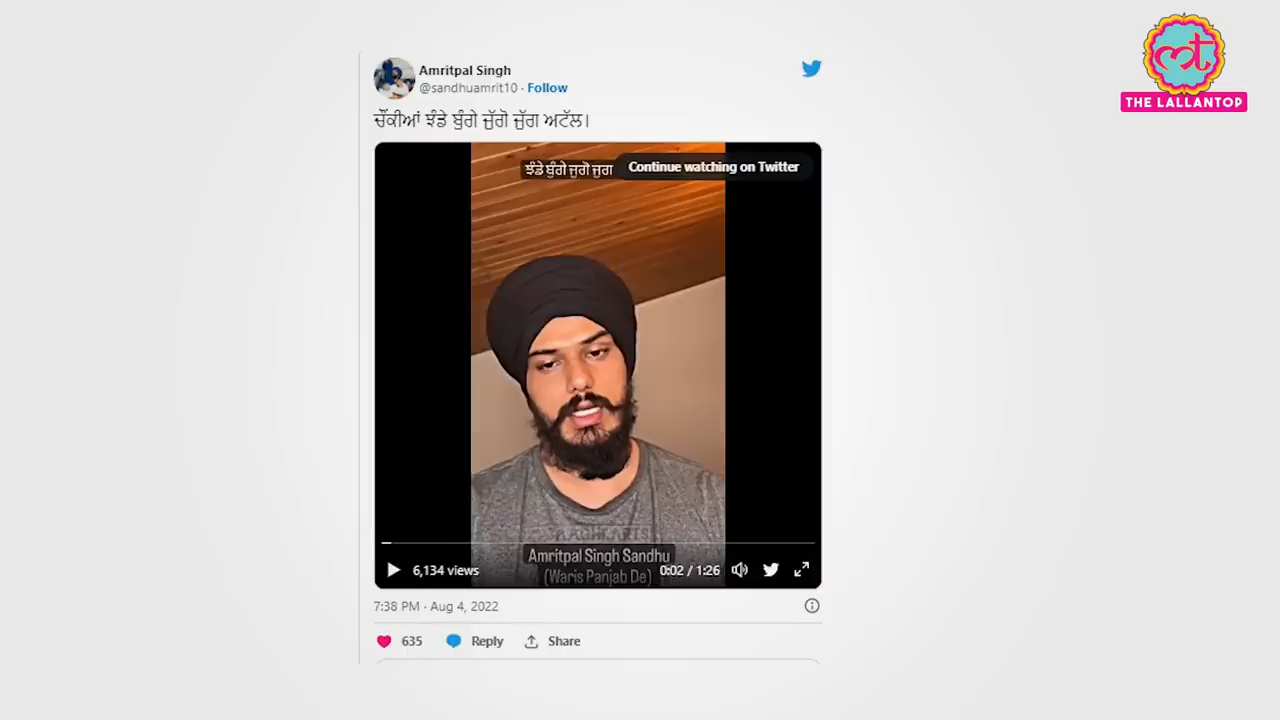 THE LALLANTOP
Amritpal Singh
@sandhuamrit10 · Follow
ਚੌਂਕੀਆਂ ਝੰਡੇ ਬੁੰਗੇ ਜੁੱਗੋ ਜੁੱਗ ਅਟੱਲ।
ਝੰਡੇ ਬੁੰਗੇ ਜੁਗੋ ਜੁਗ
Continue watching on Twitter
Amritpal Singh Sandhu
(Waris Panjab De)
6,134 views
0:02 / 1:26
7:38 PM · Aug 4, 2022
635
Reply
Share